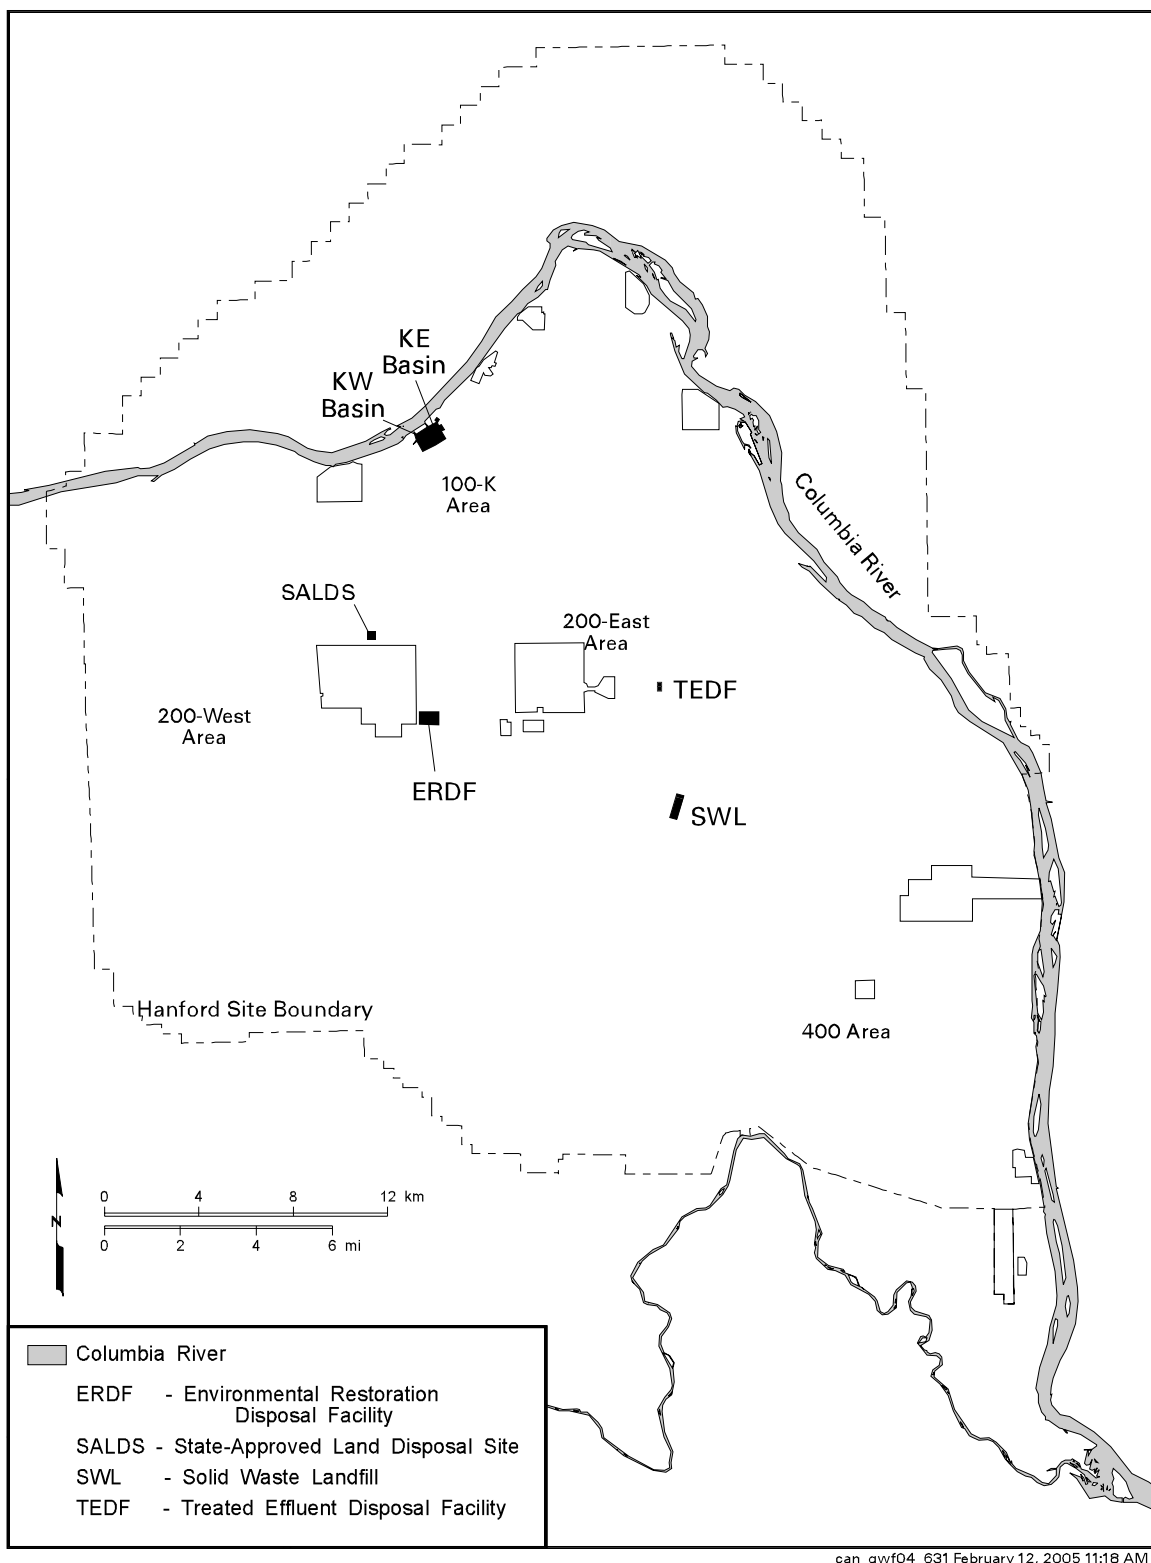 KE
Basin
KW
Basin
100-K
Area
Columbia River
SALDS
200-East
Area
TEDF
200-West
Area
ERDF
SWL
Hanford Site Boundary
400 Area
N
0 4 8 12 km
0 2 4 6 mi
Columbia River
ERDF - Environmental Restoration
Disposal Facility
SALDS - State-Approved Land Disposal Site
SWL - Solid Waste Landfill
TEDF - Treated Effluent Disposal Facility
can_gwf04_631 February 12, 2005 11:18 AM